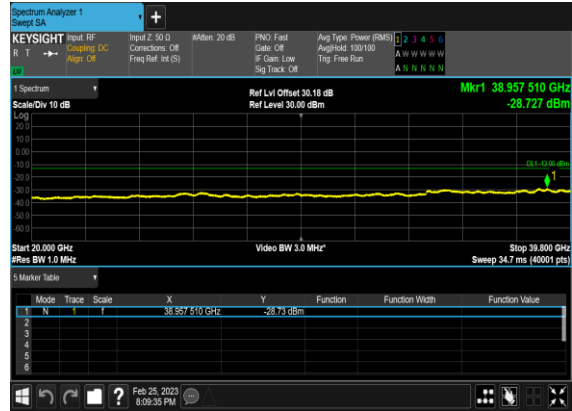 Spectrum Analyzer 1
Swept SA
+
KEYSIGHT Input: RF Input Z: 50 Ω #Atten: 20 dB PNO: Fast Avg Type: Power (RMS) 1 2 3 4 5 6
R T Coupling: DC Corrections: Off Gate: Off Avg|Hold: 100/100 A W W W W W
Align: Off Freq Ref: Int (S) IF Gain: Low Trig: Free Run
Sig Track: Off A N N N N N
1 Spectrum Ref Lvl Offset 30.18 dB Mkr1 38.957 510 GHz
Scale/Div 10 dB Ref Level 30.00 dBm -28.727 dBm
Log
20.0
10.0
0.00
-10.0 DL1 -13.00 dBm
1
-20.0
-30.0
-40.0
-50.0
-60.0
Start 20.000 GHz Video BW 3.0 MHz* Stop 39.800 GHz
#Res BW 1.0 MHz Sweep 34.7 ms (40001 pts)
5 Marker Table
Mode Trace Scale X Y Function Function Width Function Value
1 N 1 f 38.957 510 GHz -28.73 dBm
2
3
4
5
6
? Feb 25, 2023
8:09:35 PM